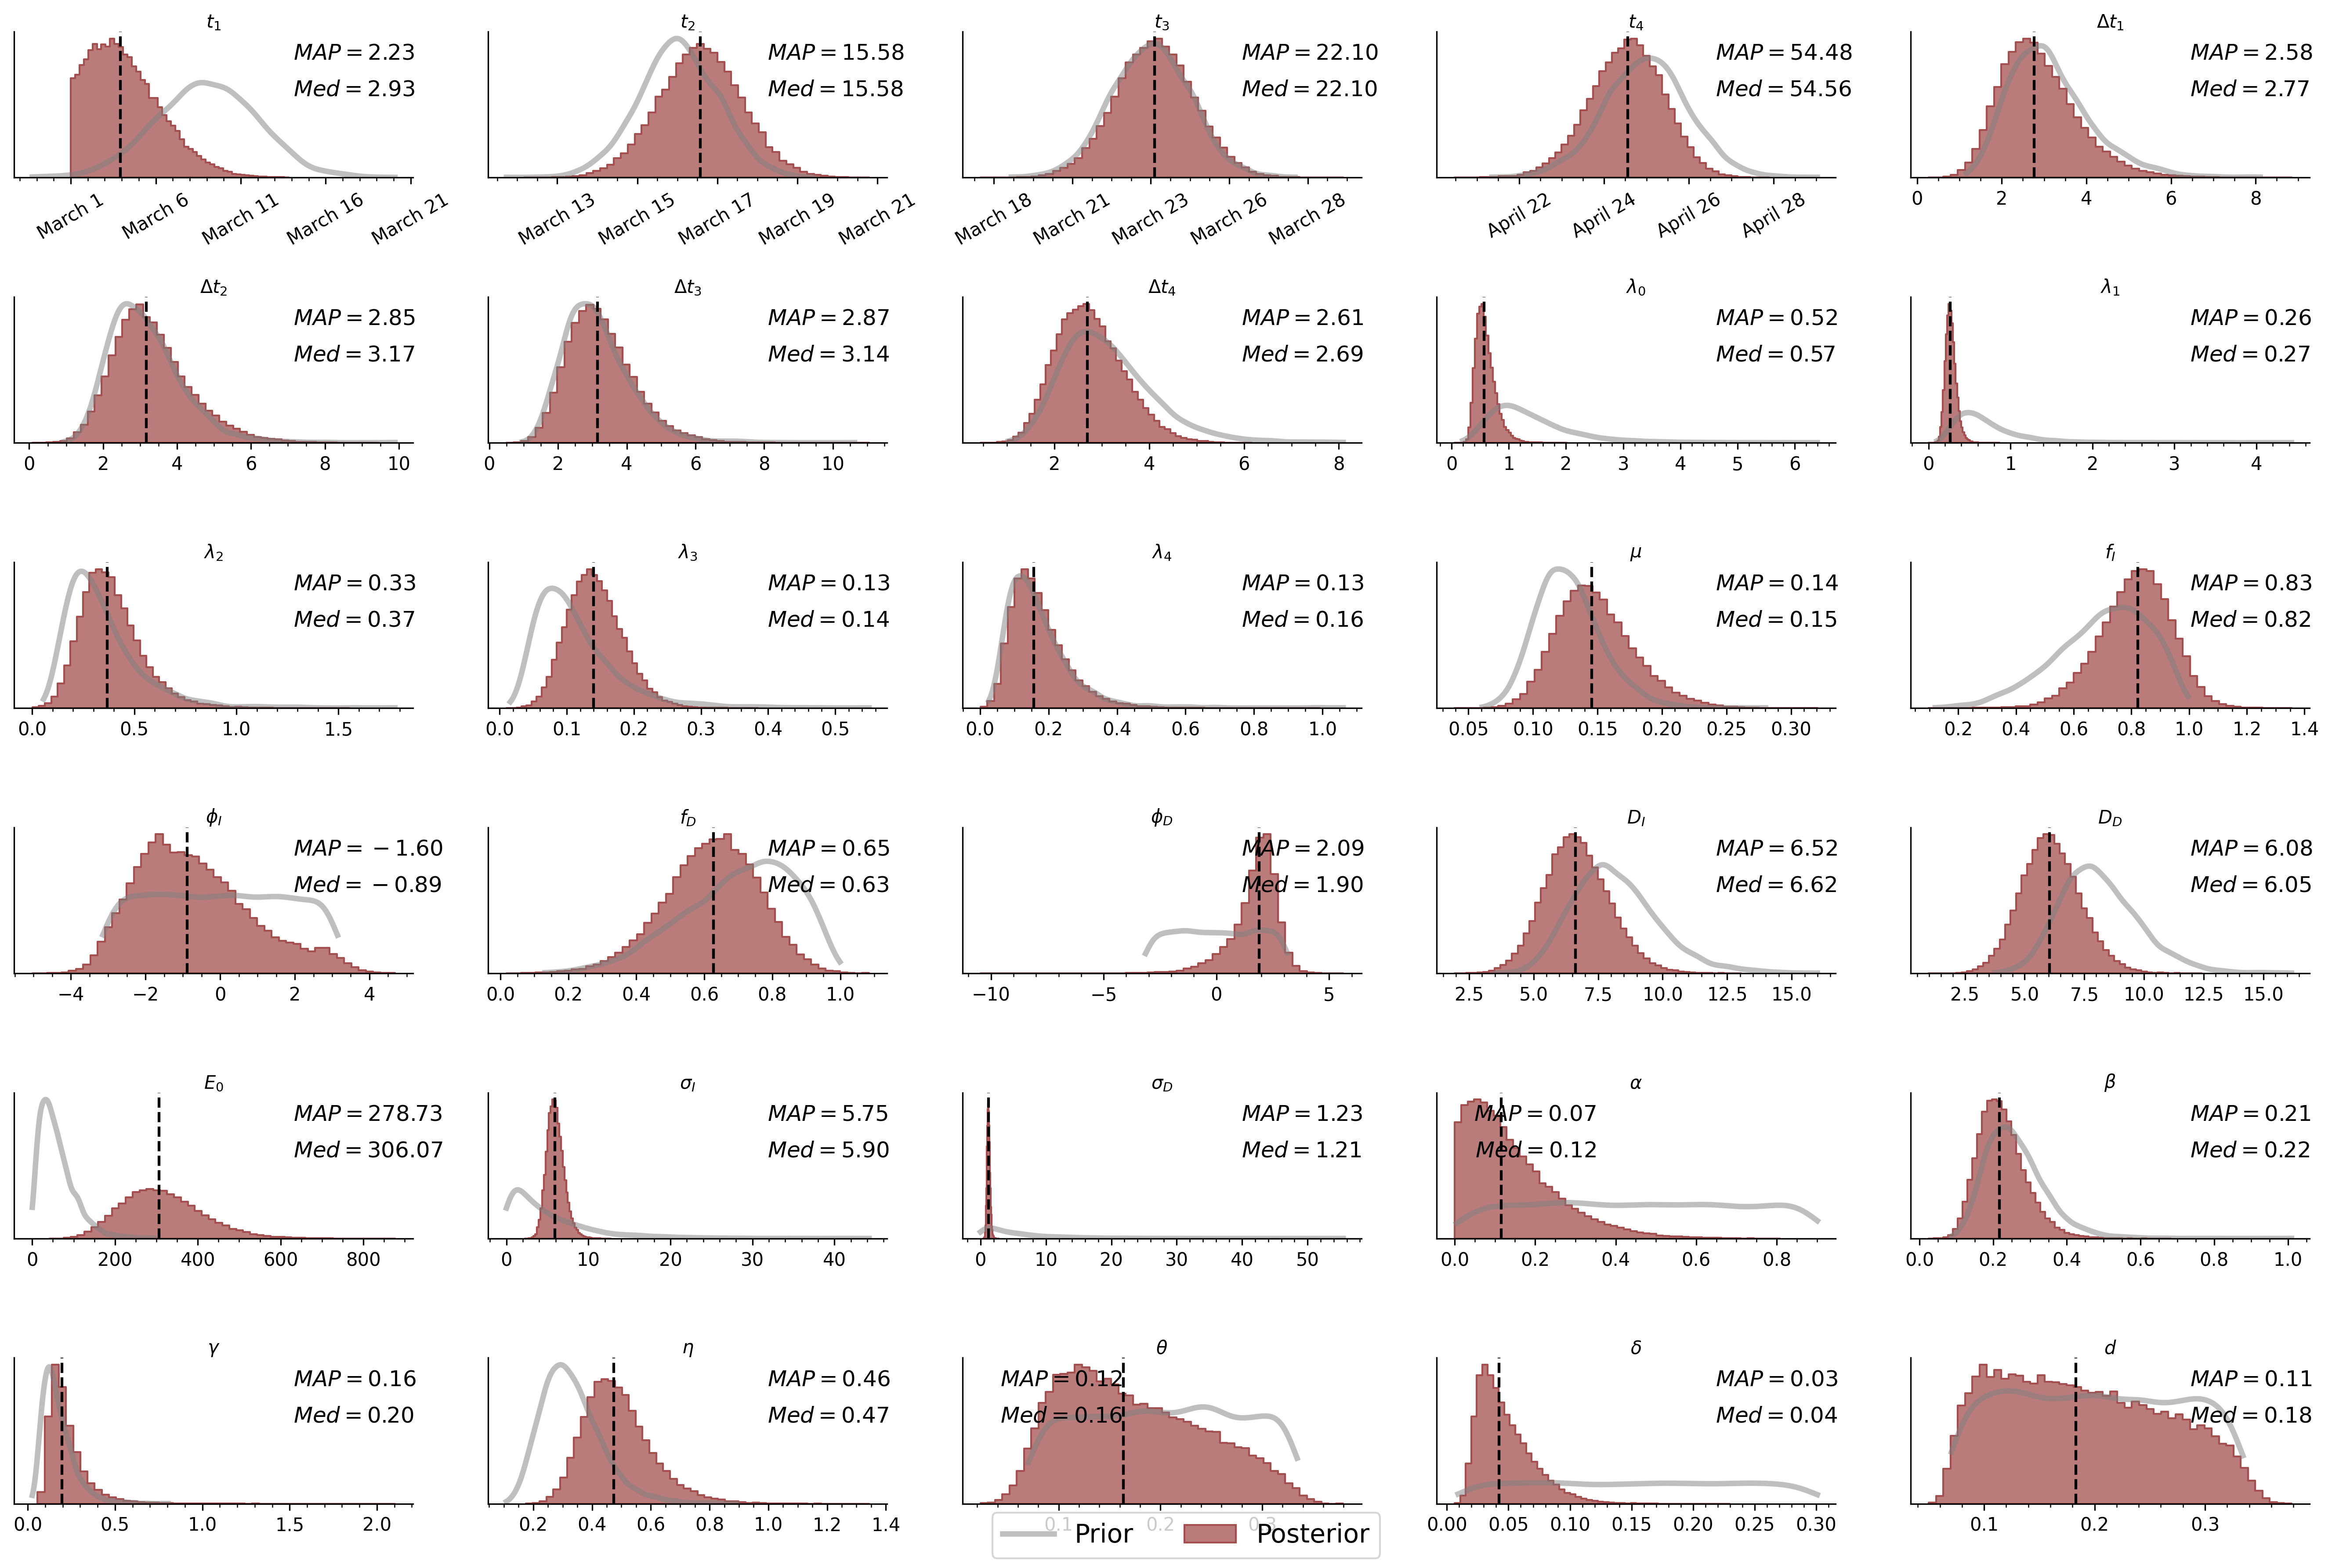 t₁ t₂ t₃ t₄ Δt₁
MAP = 2.23 MAP = 15.58 MAP = 22.10 MAP = 54.48 MAP = 2.58
Med = 2.93 Med = 15.58 Med = 22.10 Med = 54.56 Med = 2.77
0 2 4 6 8
March 1 March 6 March 11 March 16 March 21 March 13 March 15 March 17 March 19 March 21 March 18 March 21 March 23 March 26 March 28 April 22 April 24 April 26 April 28
Δt₂ Δt₃ Δt₄ λ₀ λ₁
MAP = 2.85 MAP = 2.87 MAP = 2.61 MAP = 0.52 MAP = 0.26
Med = 3.17 Med = 3.14 Med = 2.69 Med = 0.57 Med = 0.27
0 2 4 6 8 10 0 2 4 6 8 10 2 4 6 8 0 1 2 3 4 5 6 0 1 2 3 4
λ₂ λ₃ λ₄ μ f_I
MAP = 0.33 MAP = 0.13 MAP = 0.13 MAP = 0.14 MAP = 0.83
Med = 0.37 Med = 0.14 Med = 0.16 Med = 0.15 Med = 0.82
0.0 0.5 1.0 1.5 0.0 0.1 0.2 0.3 0.4 0.5 0.0 0.2 0.4 0.6 0.8 1.0 0.05 0.10 0.15 0.20 0.25 0.30 0.2 0.4 0.6 0.8 1.0 1.2 1.4
ϕ_I f_D ϕ_D D_I D_D
MAP = −1.60 MAP = 0.65 MAP = 2.09 MAP = 6.52 MAP = 6.08
Med = −0.89 Med = 0.63 Med = 1.90 Med = 6.62 Med = 6.05
−4 −2 0 2 4 0.0 0.2 0.4 0.6 0.8 1.0 −10 −5 0 5 2.5 5.0 7.5 10.0 12.5 15.0 2.5 5.0 7.5 10.0 12.5 15.0
E₀ σ_I σ_D α β
MAP = 278.73 MAP = 5.75 MAP = 1.23 MAP = 0.07 MAP = 0.21
Med = 306.07 Med = 5.90 Med = 1.21 Med = 0.12 Med = 0.22
0 200 400 600 800 0 10 20 30 40 0 10 20 30 40 50 0.0 0.2 0.4 0.6 0.8 0.0 0.2 0.4 0.6 0.8 1.0
γ η θ δ d
MAP = 0.16 MAP = 0.46 MAP = 0.12 MAP = 0.03 MAP = 0.11
Med = 0.20 Med = 0.47 Med = 0.16 Med = 0.04 Med = 0.18
0.0 0.5 1.0 1.5 2.0 0.2 0.4 0.6 0.8 1.0 1.2 1.4 0.1 0.2 0.3 0.00 0.05 0.10 0.15 0.20 0.25 0.30 0.1 0.2 0.3
Prior Posterior